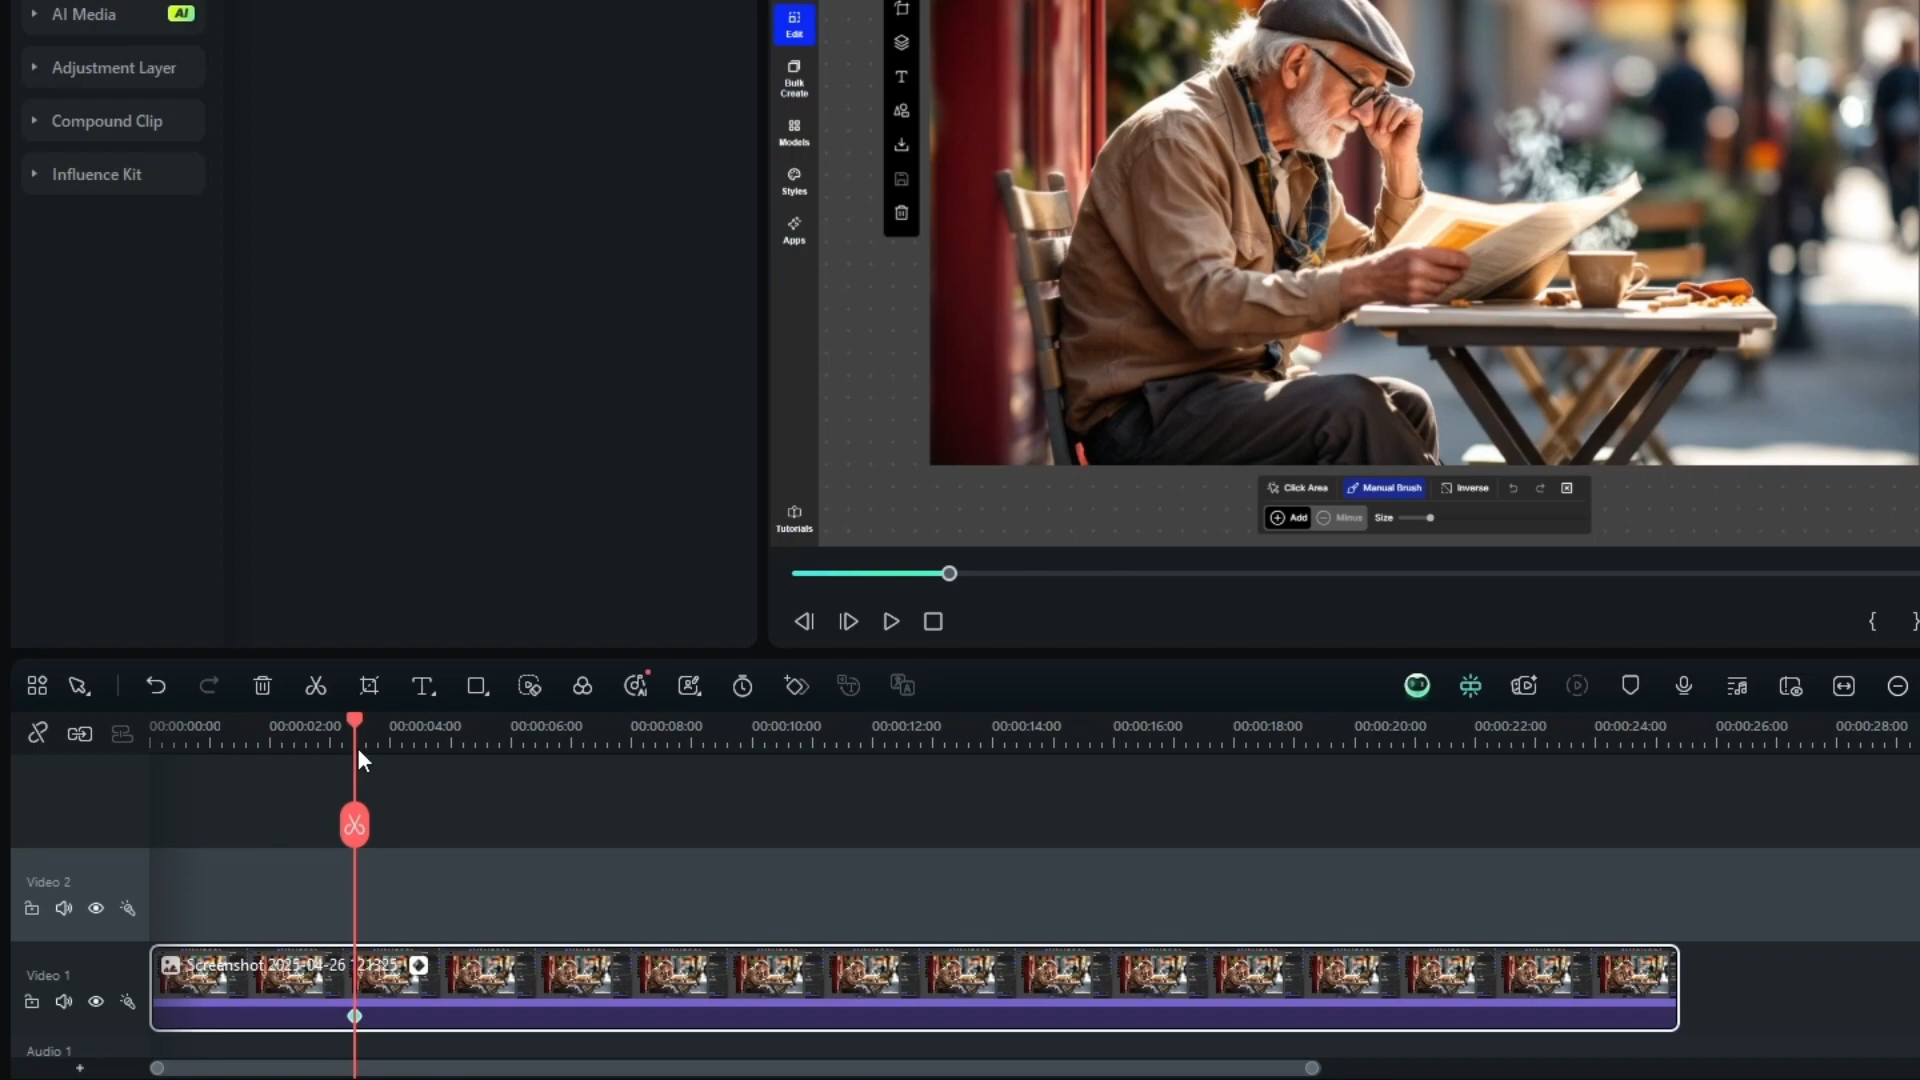 AI Media
AI
Adjustment Layer
Compound Clip
Influence Kit
Edit
Bulk
Create
Models
Styles
Apps
Tutorials
Click Area
Manual Brush
Inverse
Add
Minus
Size
00:00:00:00
00:00:02:00
00:00:04:00
00:00:06:00
00:00:08:00
00:00:10:00
00:00:12:00
00:00:14:00
00:00:16:00
00:00:18:00
00:00:20:00
00:00:22:00
00:00:24:00
00:00:26:00
00:00:28:00
Video 2
Video 1
Screenshot 2025-04-26 121325
Audio 1